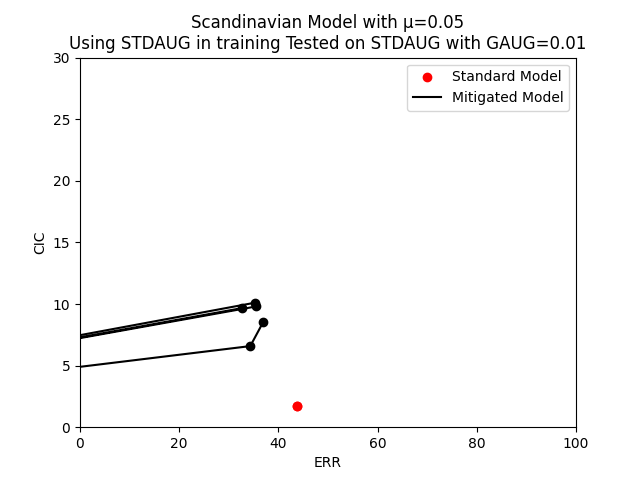 Scandinavian Model with µ=0.05
Using STDAUG in training Tested on STDAUG with GAUG=0.01
30
25
20
15
10
5
0
CIC
Standard Model
Mitigated Model
0 20 40 60 80 100
ERR